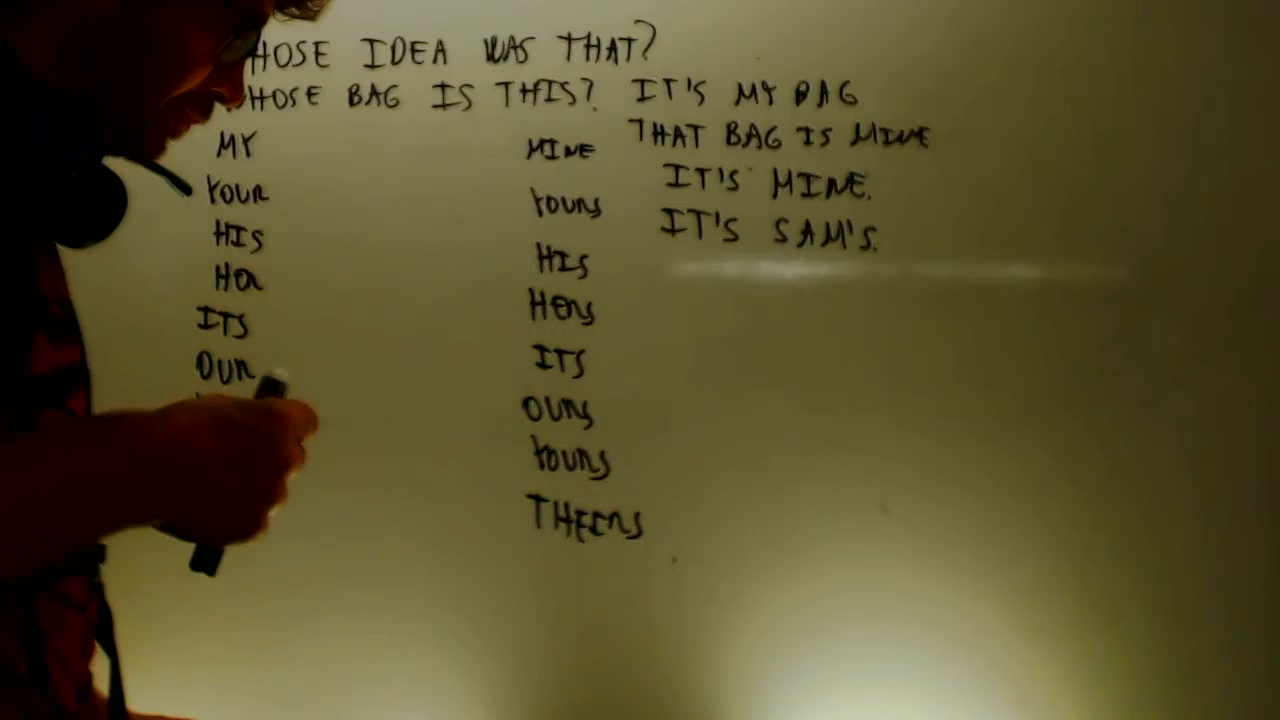 HOSE IDEA WAS THAT?
HOSE BAG IS THIS? IT'S MY BAG
THAT BAG IS MINE
IT'S MINE.
IT'S SAM'S.
MY
YOUR
HIS
HER
ITS
OUR
MINE
YOURS
HIS
HERS
ITS
OURS
YOURS
THEIRS